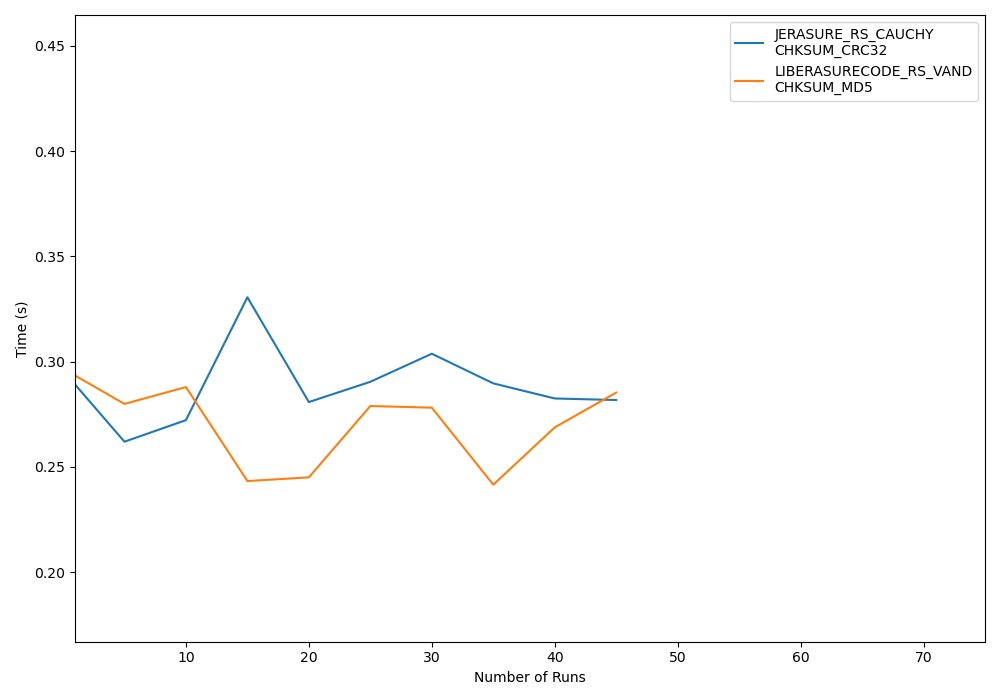 JERASURE_RS_CAUCHY
CHKSUM_CRC32
LIBERASURECODE_RS_VAND
CHKSUM_MD5
Time (s)
0.45
0.40
0.35
0.30
0.25
0.20
10 20 30 40 50 60 70
Number of Runs